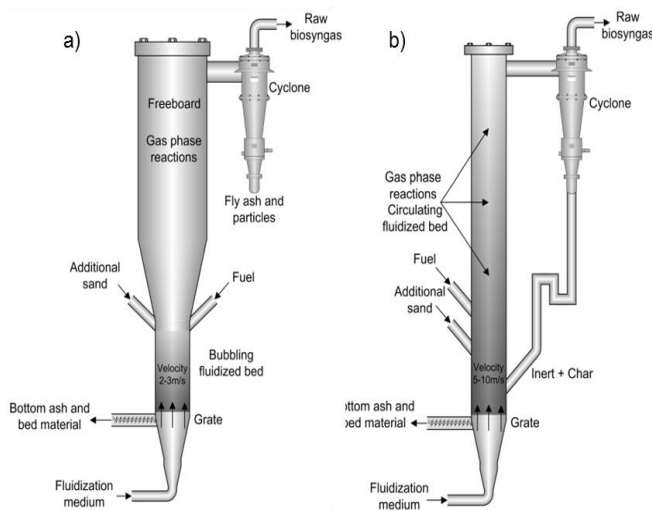 a)
Raw
biosyngas
Cyclone
Freeboard
Gas phase
reactions
Fly ash and
particles
Additional
sand
Fuel
Velocity
2-3m/s
Bubbling
fluidized bed
Bottom ash and
bed material
Grate
Fluidization
medium
b)
Raw
biosyngas
Cyclone
Gas phase
reactions
Circulating
fluidized bed
Fuel
Additional
sand
Velocity
5-10m/s
Inert + Char
ottom ash and
bed material
Grate
Fluidization
medium